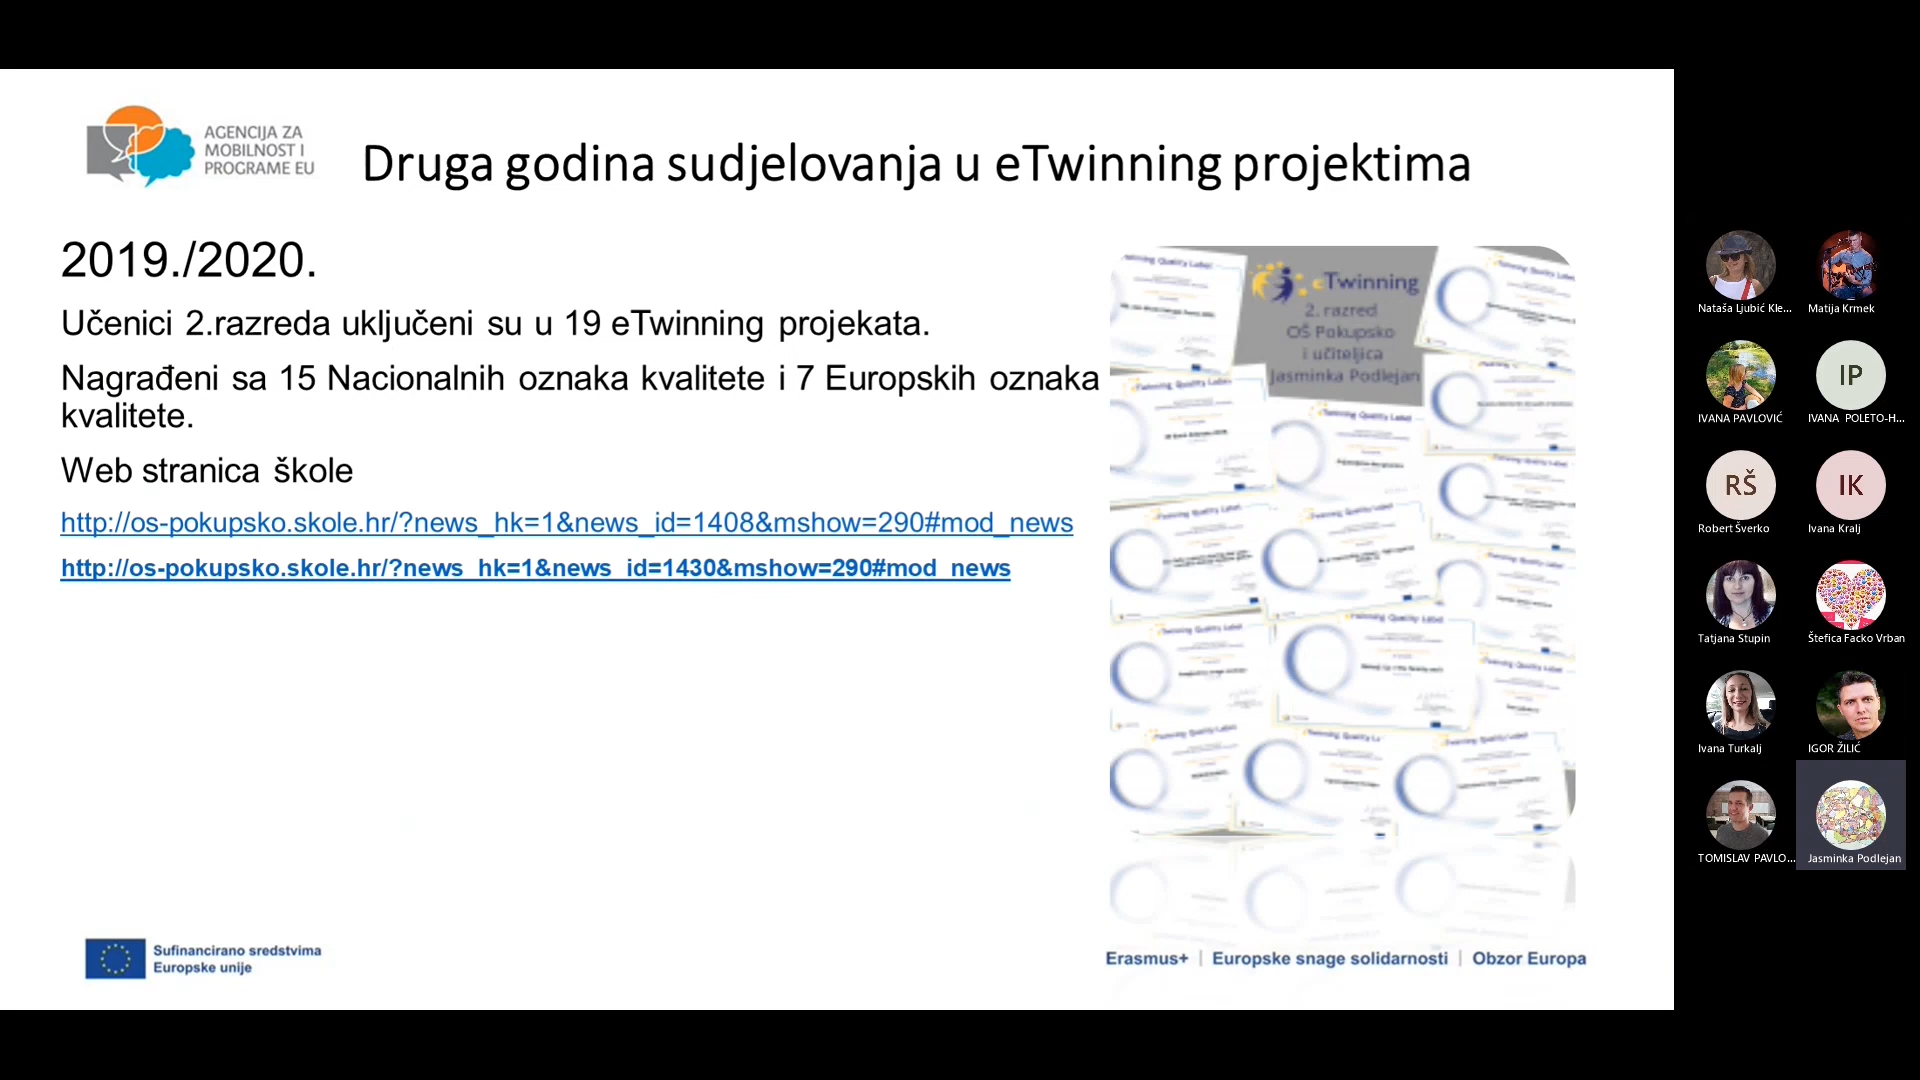 AGENCIJA ZA
MOBILNOST I
PROGRAME EU
Druga godina sudjelovanja u eTwinning projektima
2019./2020.
Učenici 2.razreda uključeni su u 19 eTwinning projekata.
Nagrađeni sa 15 Nacionalnih oznaka kvalitete i 7 Europskih oznaka
kvalitete.
Web stranica škole
http://os-pokupsko.skole.hr/?news_hk=1&news_id=1408&mshow=290#mod_news
http://os-pokupsko.skole.hr/?news_hk=1&news_id=1430&mshow=290#mod_news
eTwinning
2. razred
OŠ Pokupsko
i učiteljica
Jasminka Podlejan
Sufinancirano sredstvima
Europske unije
Erasmus+ | Europske snage solidarnosti | Obzor Europa
Nataša Ljubić Kle...
Matija Krmek
IVANA PAVLOVIĆ
IP
IVANA POLETO-H...
RŠ
Robert Šverko
IK
Ivana Kralj
Tatjana Stupin
Štefica Facko Vrban
Ivana Turkalj
IGOR ŽILIĆ
TOMISLAV PAVLO...
Jasminka Podlejan